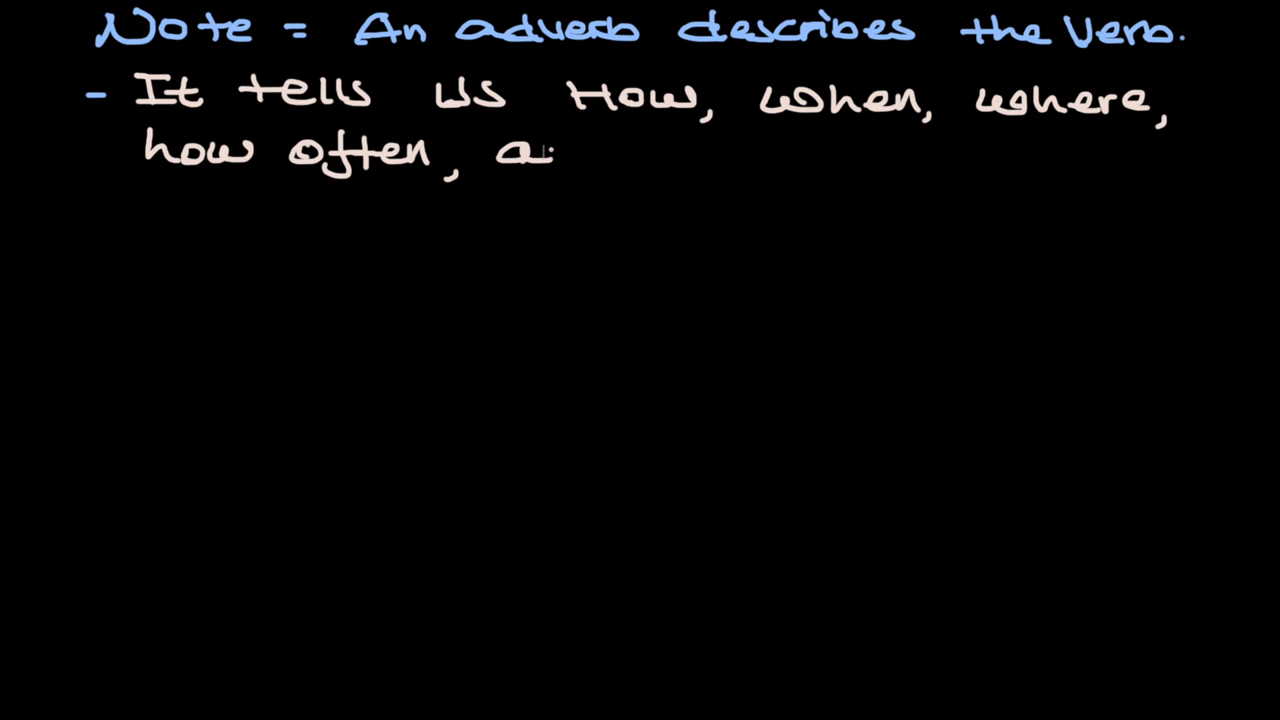 Note = An adverb describes the Verb.
- It tells us How, when, where,
how often, a